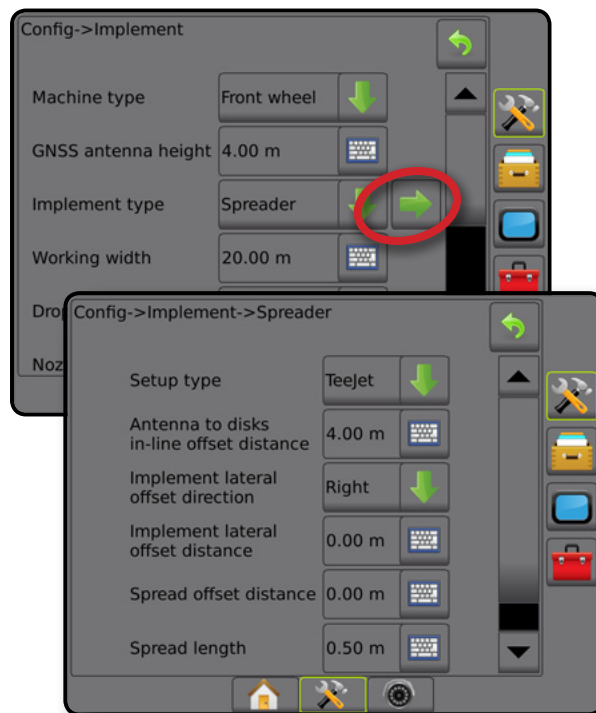 Config->Implement
Machine type
Front wheel
GNSS antenna height
4.00 m
Implement type
Spreader
Working width
20.00 m
Config->Implement->Spreader
Setup type
TeeJet
Antenna to disks
in-line offset distance
4.00 m
Implement lateral
offset direction
Right
Implement lateral
offset distance
0.00 m
Spread offset distance
0.00 m
Spread length
0.50 m